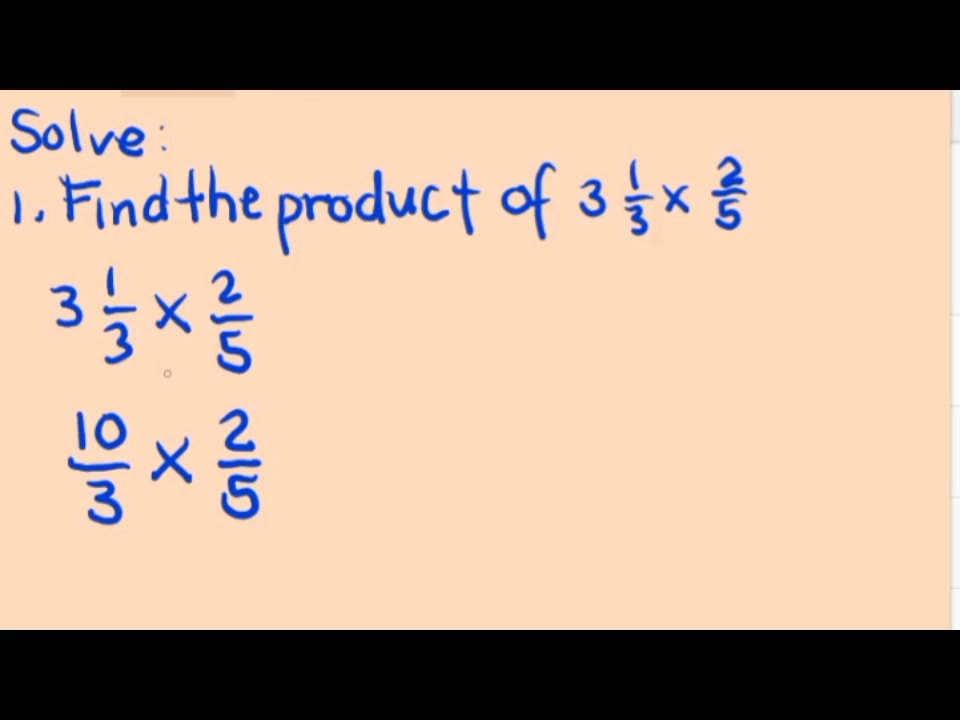 Solve:
1. Find the product of 3 1/3 x 2/5
3 1/3 x 2/5
10/3 x 2/5